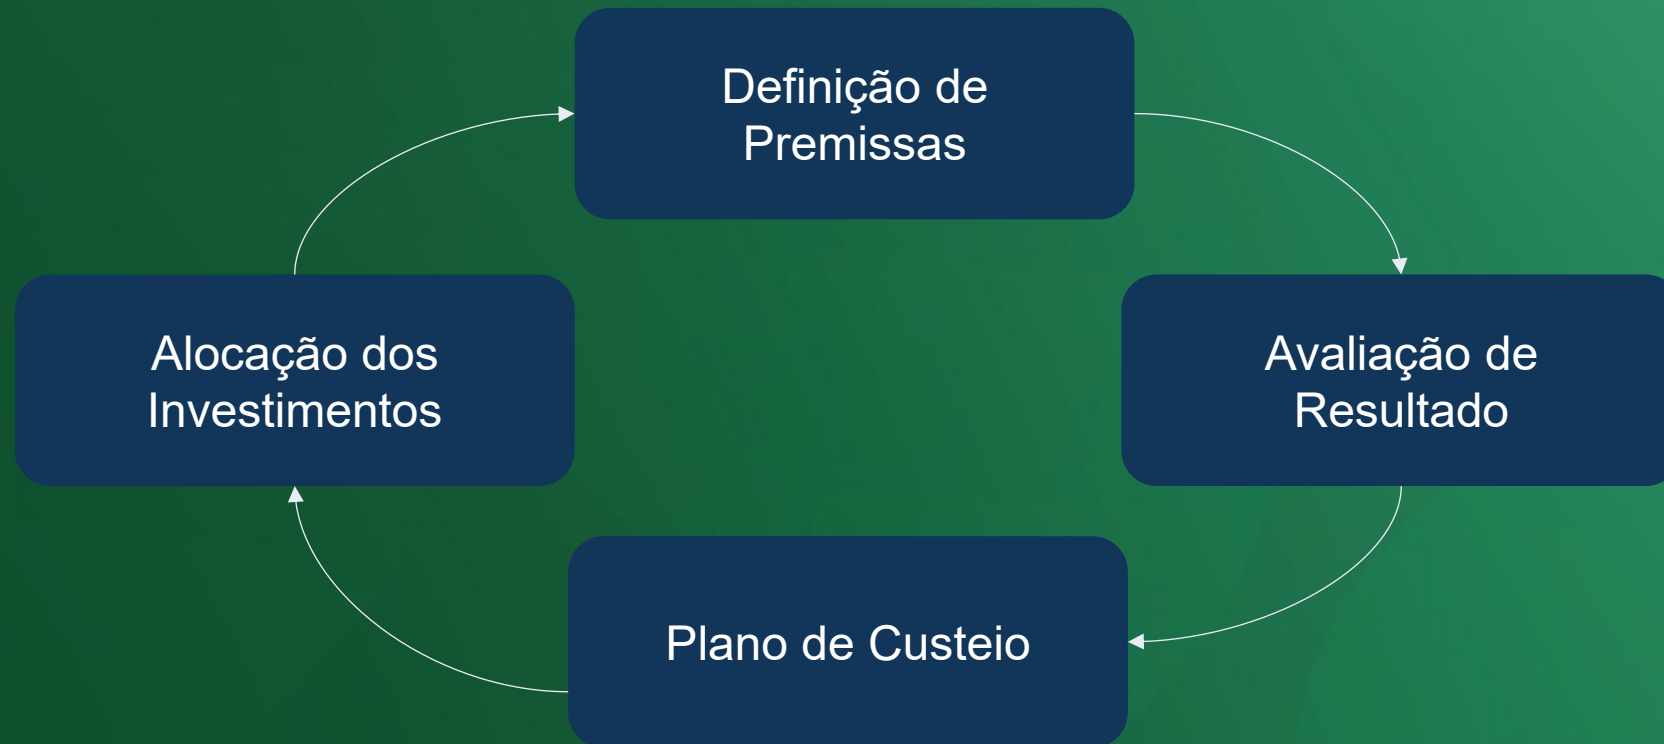 Definição de
Premissas
Alocação dos
Investimentos
Avaliação de
Resultado
Plano de Custeio